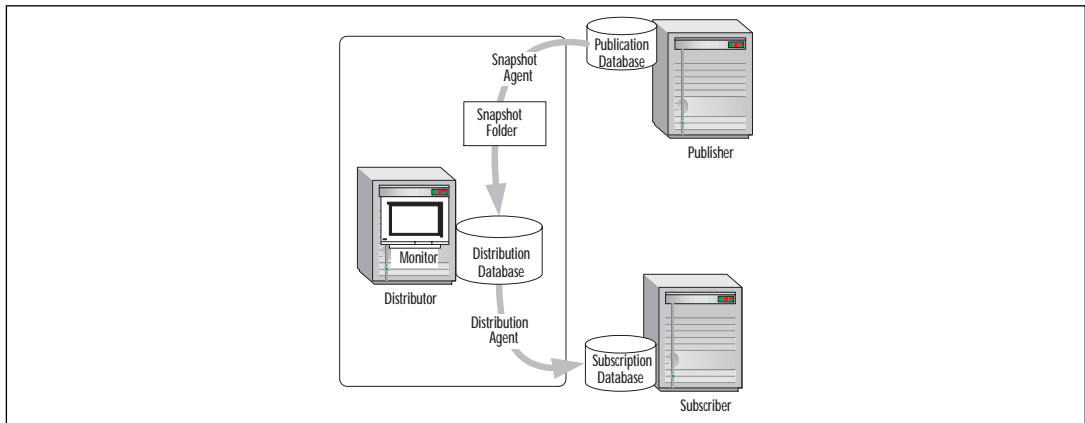 Publication
Database
Publisher
Snapshot
Agent
Snapshot
Folder
Monitor
Distributor
Distribution
Database
Distribution
Agent
Subscription
Database
Subscriber